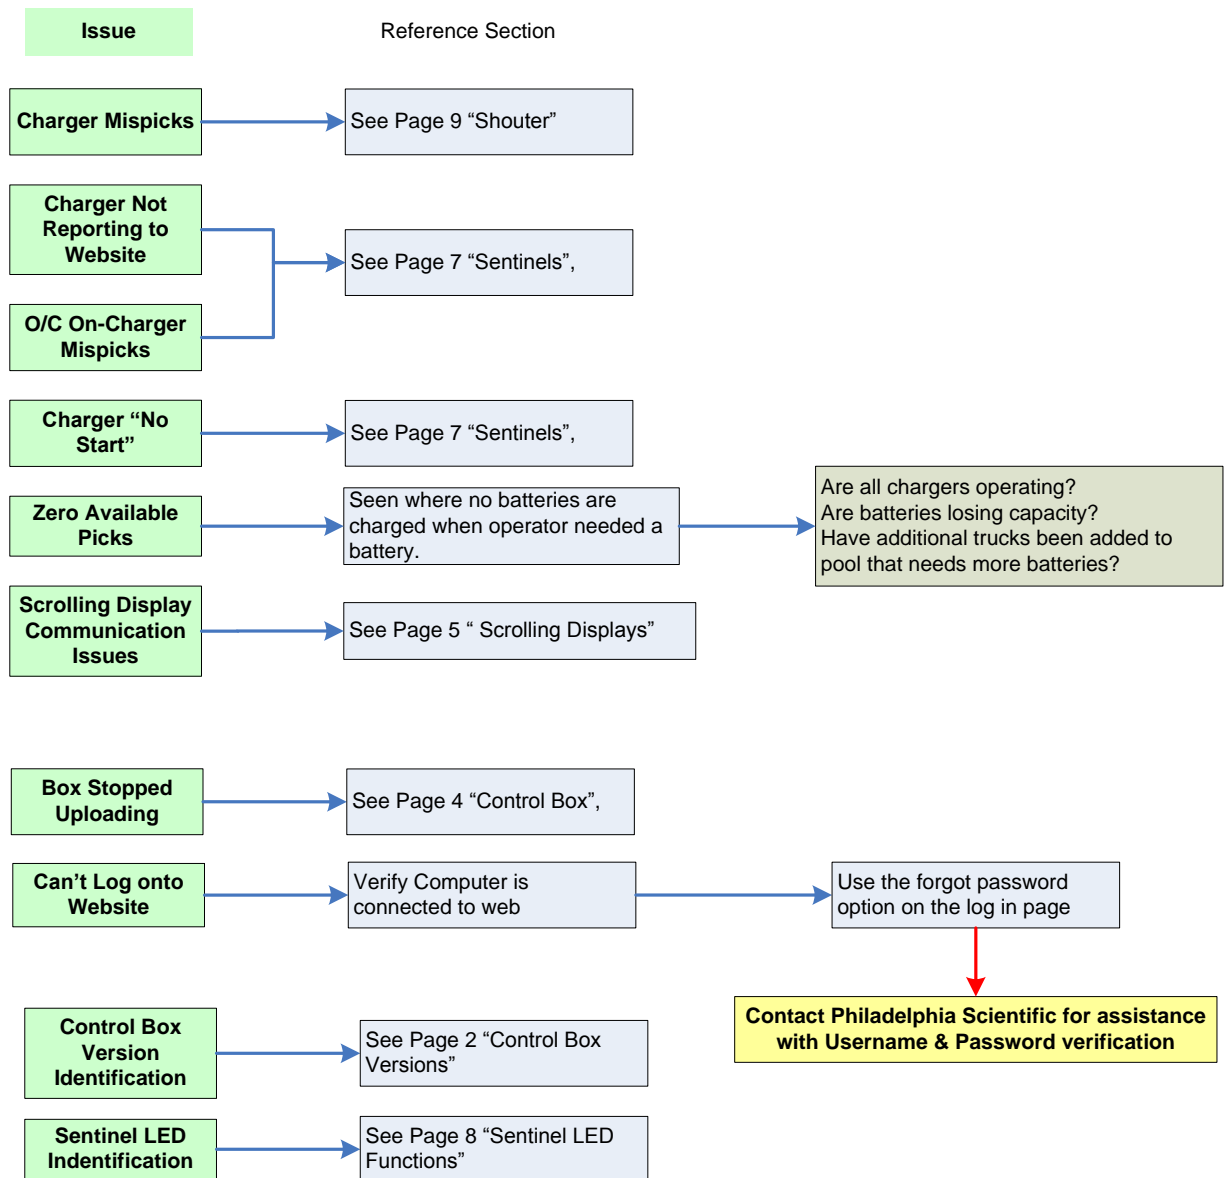 Issue
Reference Section
Charger Mispicks
See Page 9 “Shouter”
Charger Not
Reporting to
Website
See Page 7 “Sentinels”,
O/C On-Charger
Mispicks
Charger “No
Start”
See Page 7 “Sentinels”,
Zero Available
Picks
Seen where no batteries are
charged when operator needed a
battery.
Are all chargers operating?
Are batteries losing capacity?
Have additional trucks been added to
pool that needs more batteries?
Scrolling Display
Communication
Issues
See Page 5 “ Scrolling Displays”
Box Stopped
Uploading
See Page 4 “Control Box”,
Can’t Log onto
Website
Verify Computer is
connected to web
Use the forgot password
option on the log in page
Contact Philadelphia Scientific for assistance
with Username & Password verification
Control Box
Version
Identification
See Page 2 “Control Box
Versions”
Sentinel LED
Indentification
See Page 8 “Sentinel LED
Functions”